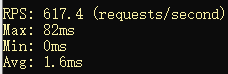 RPS: 617.4 (requests/second)
Max: 82ms
Min: 0ms
Avg: 1.6ms